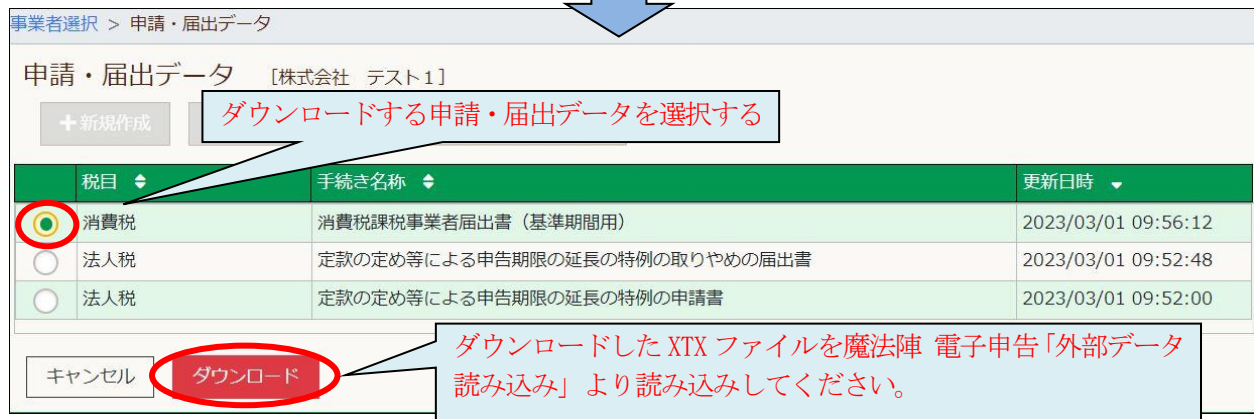 事業者選択 > 申請・届出データ
申請・届出データ [株式会社 テスト1]
ダウンロードする申請・届出データを選択する
+新規作成
税目 手続き名称 更新日時
消費税 消費税課税事業者届出書（基準期間用） 2023/03/01 09:56:12
法人税 定款の定め等による申告期限の延長の特例の取りやめの届出書 2023/03/01 09:52:48
法人税 定款の定め等による申告期限の延長の特例の申請書 2023/03/01 09:52:00
キャンセル ダウンロード
ダウンロードした XTX ファイルを魔法陣 電子申告「外部データ
読み込み」より読み込みしてください。